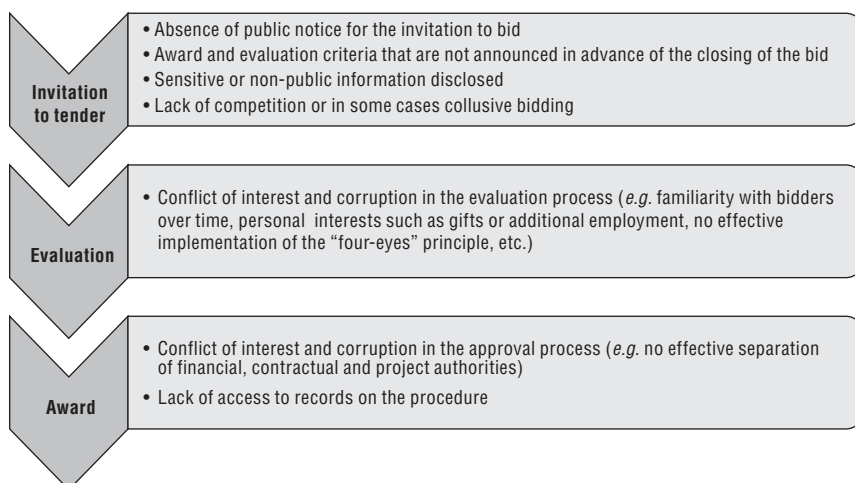 Invitation
to tender
• Absence of public notice for the invitation to bid
• Award and evaluation criteria that are not announced in advance of the closing of the bid
• Sensitive or non-public information disclosed
• Lack of competition or in some cases collusive bidding
Evaluation
• Conflict of interest and corruption in the evaluation process (e.g. familiarity with bidders
over time, personal interests such as gifts or additional employment, no effective
implementation of the “four-eyes” principle, etc.)
Award
• Conflict of interest and corruption in the approval process (e.g. no effective separation
of financial, contractual and project authorities)
• Lack of access to records on the procedure